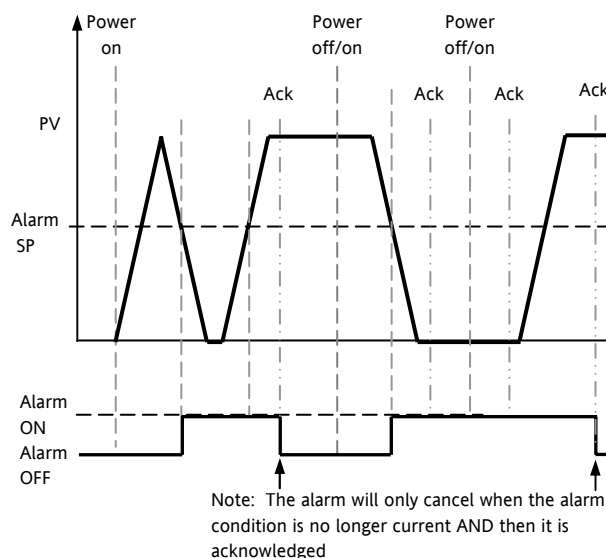 Power
on
Power
off/on
Power
off/on
Ack
Ack
Ack
Ack
PV
Alarm
SP
Alarm
ON
Alarm
OFF
Note: The alarm will only cancel when the alarm
condition is no longer current AND then it is
acknowledged